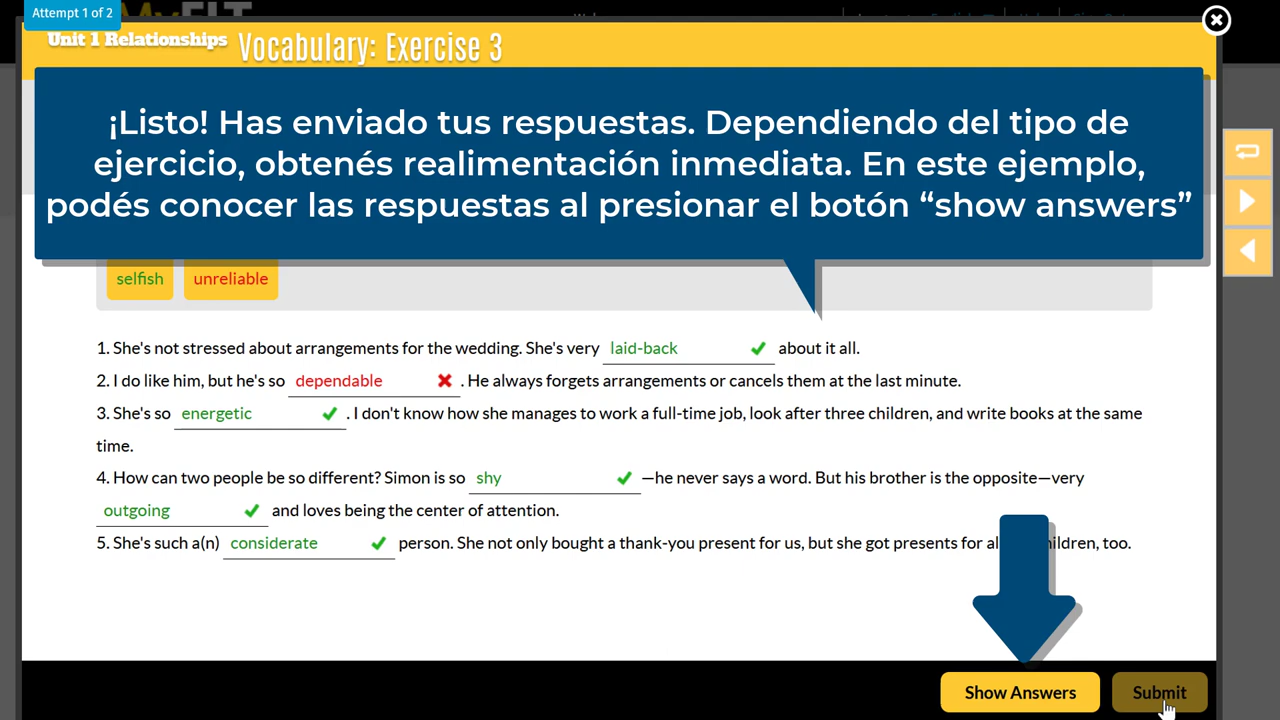 Attempt 1 of 2
Unit 1 Relationships
Vocabulary: Exercise 3
¡Listo! Has enviado tus respuestas. Dependiendo del tipo de
ejercicio, obtenés realimentación inmediata. En este ejemplo,
podés conocer las respuestas al presionar el botón “show answers”
selfish unreliable
1. She's not stressed about arrangements for the wedding. She's very laid-back about it all.
2. I do like him, but he's so dependable . He always forgets arrangements or cancels them at the last minute.
3. She's so energetic . I don't know how she manages to work a full-time job, look after three children, and write books at the same
time.
4. How can two people be so different? Simon is so shy —he never says a word. But his brother is the opposite—very
outgoing and loves being the center of attention.
5. She's such a(n) considerate person. She not only bought a thank-you present for us, but she got presents for , too.
Show Answers Submit